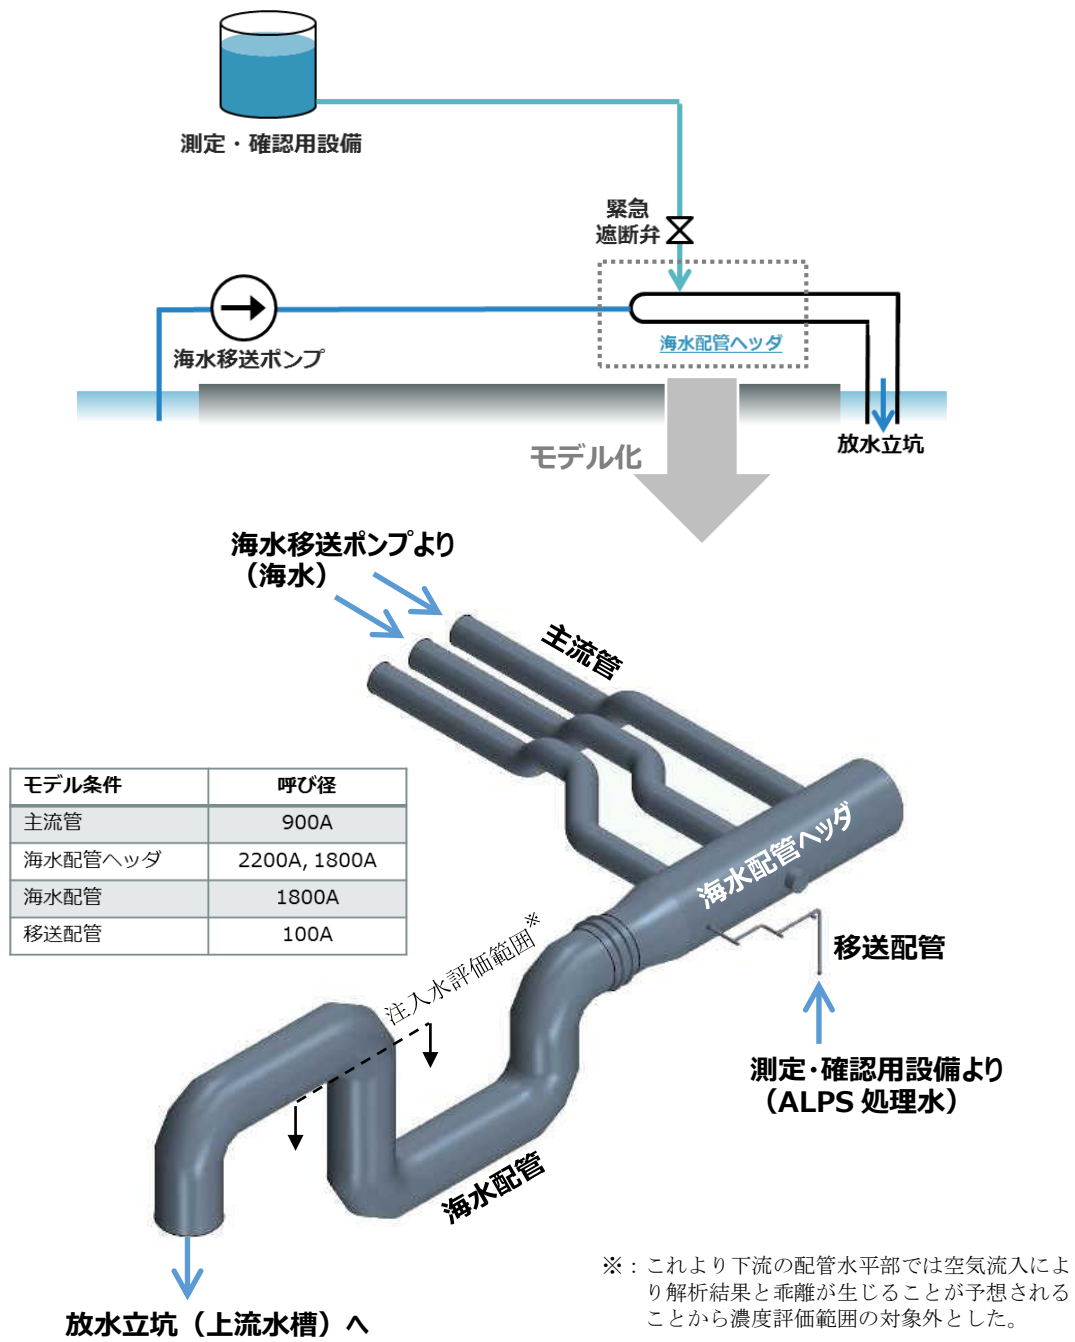 測定・確認用設備
緊急
遮断弁
海水配管ヘッダ
海水移送ポンプ
放水立坑
モデル化
海水移送ポンプより
（海水）
主流管
モデル条件 呼び径
主流管 900A
海水配管ヘッダ 2200A, 1800A
海水配管 1800A
移送配管 100A
海水配管ヘッダ
注入水評価範囲※
移送配管
測定・確認用設備より
（ALPS 処理水）
海水配管
放水立坑（上流水槽）へ
※：これより下流の配管水平部では空気流入によ
り解析結果と乖離が生じることが予想される
ことから濃度評価範囲の対象外とした。